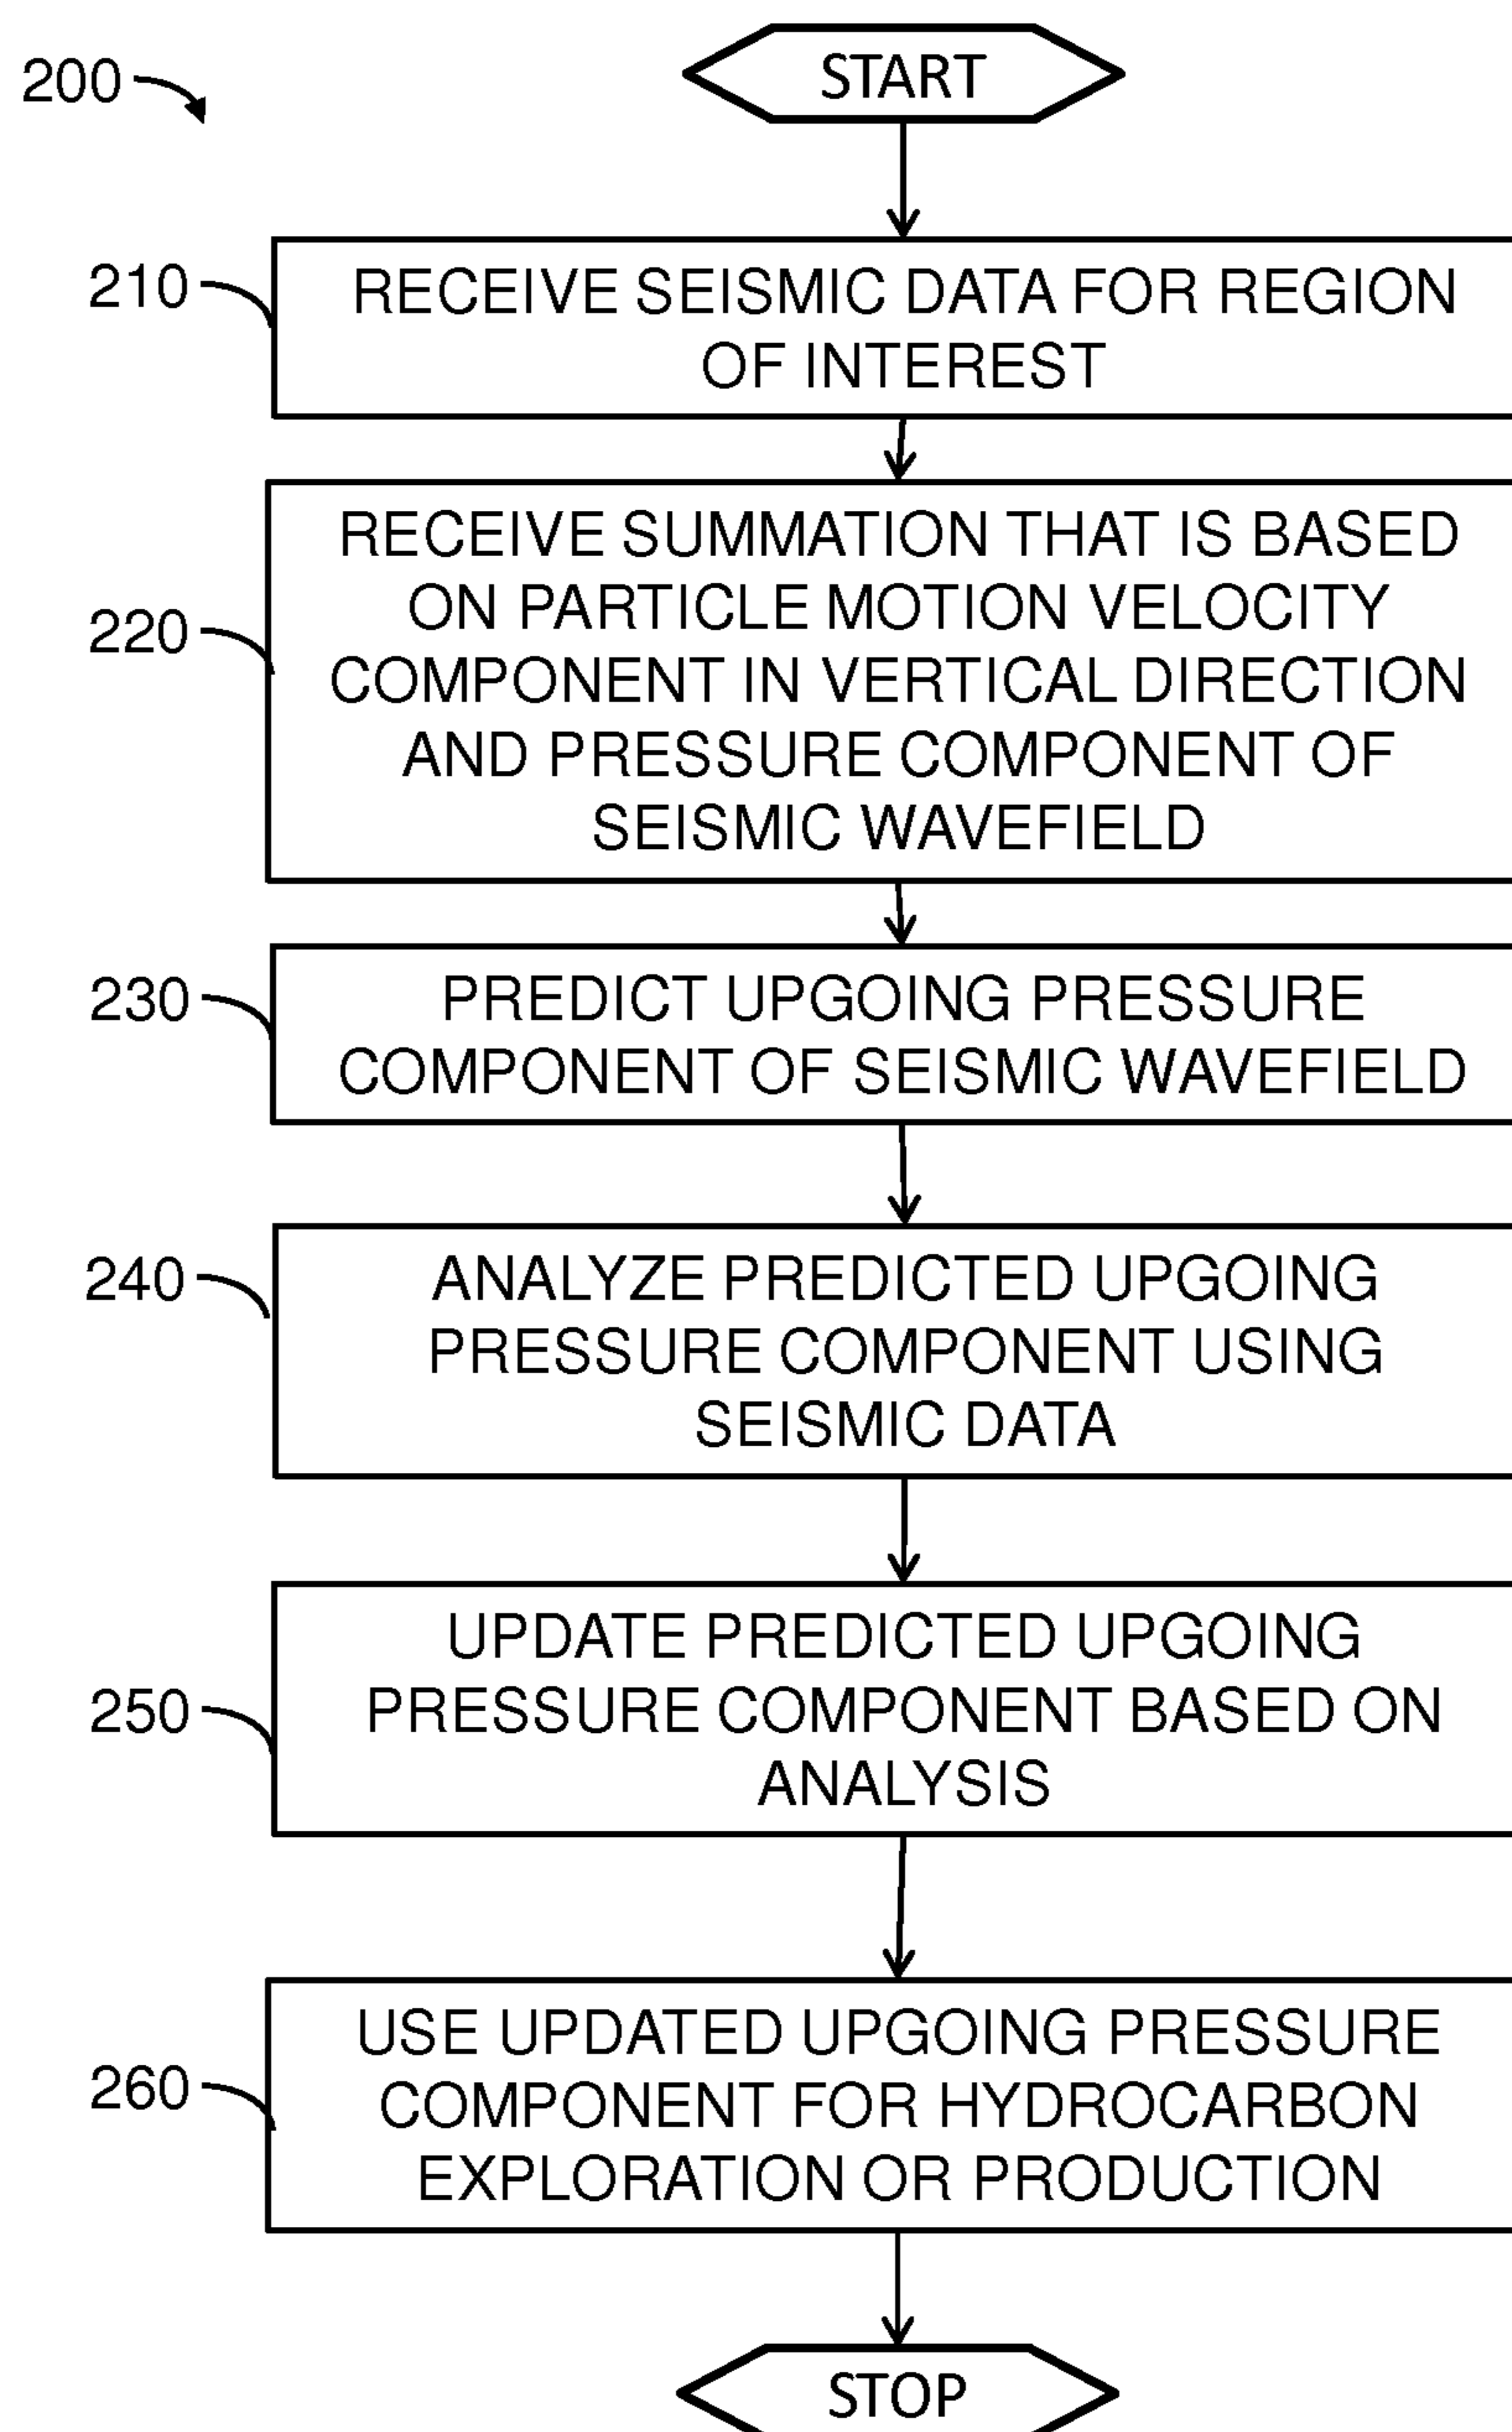 200
START
210
RECEIVE SEISMIC DATA FOR REGION
OF INTEREST
220
RECEIVE SUMMATION THAT IS BASED
ON PARTICLE MOTION VELOCITY
COMPONENT IN VERTICAL DIRECTION
AND PRESSURE COMPONENT OF
SEISMIC WAVEFIELD
230
PREDICT UPGOING PRESSURE
COMPONENT OF SEISMIC WAVEFIELD
240
ANALYZE PREDICTED UPGOING
PRESSURE COMPONENT USING
SEISMIC DATA
250
UPDATE PREDICTED UPGOING
PRESSURE COMPONENT BASED ON
ANALYSIS
260
USE UPDATED UPGOING PRESSURE
COMPONENT FOR HYDROCARBON
EXPLORATION OR PRODUCTION
STOP